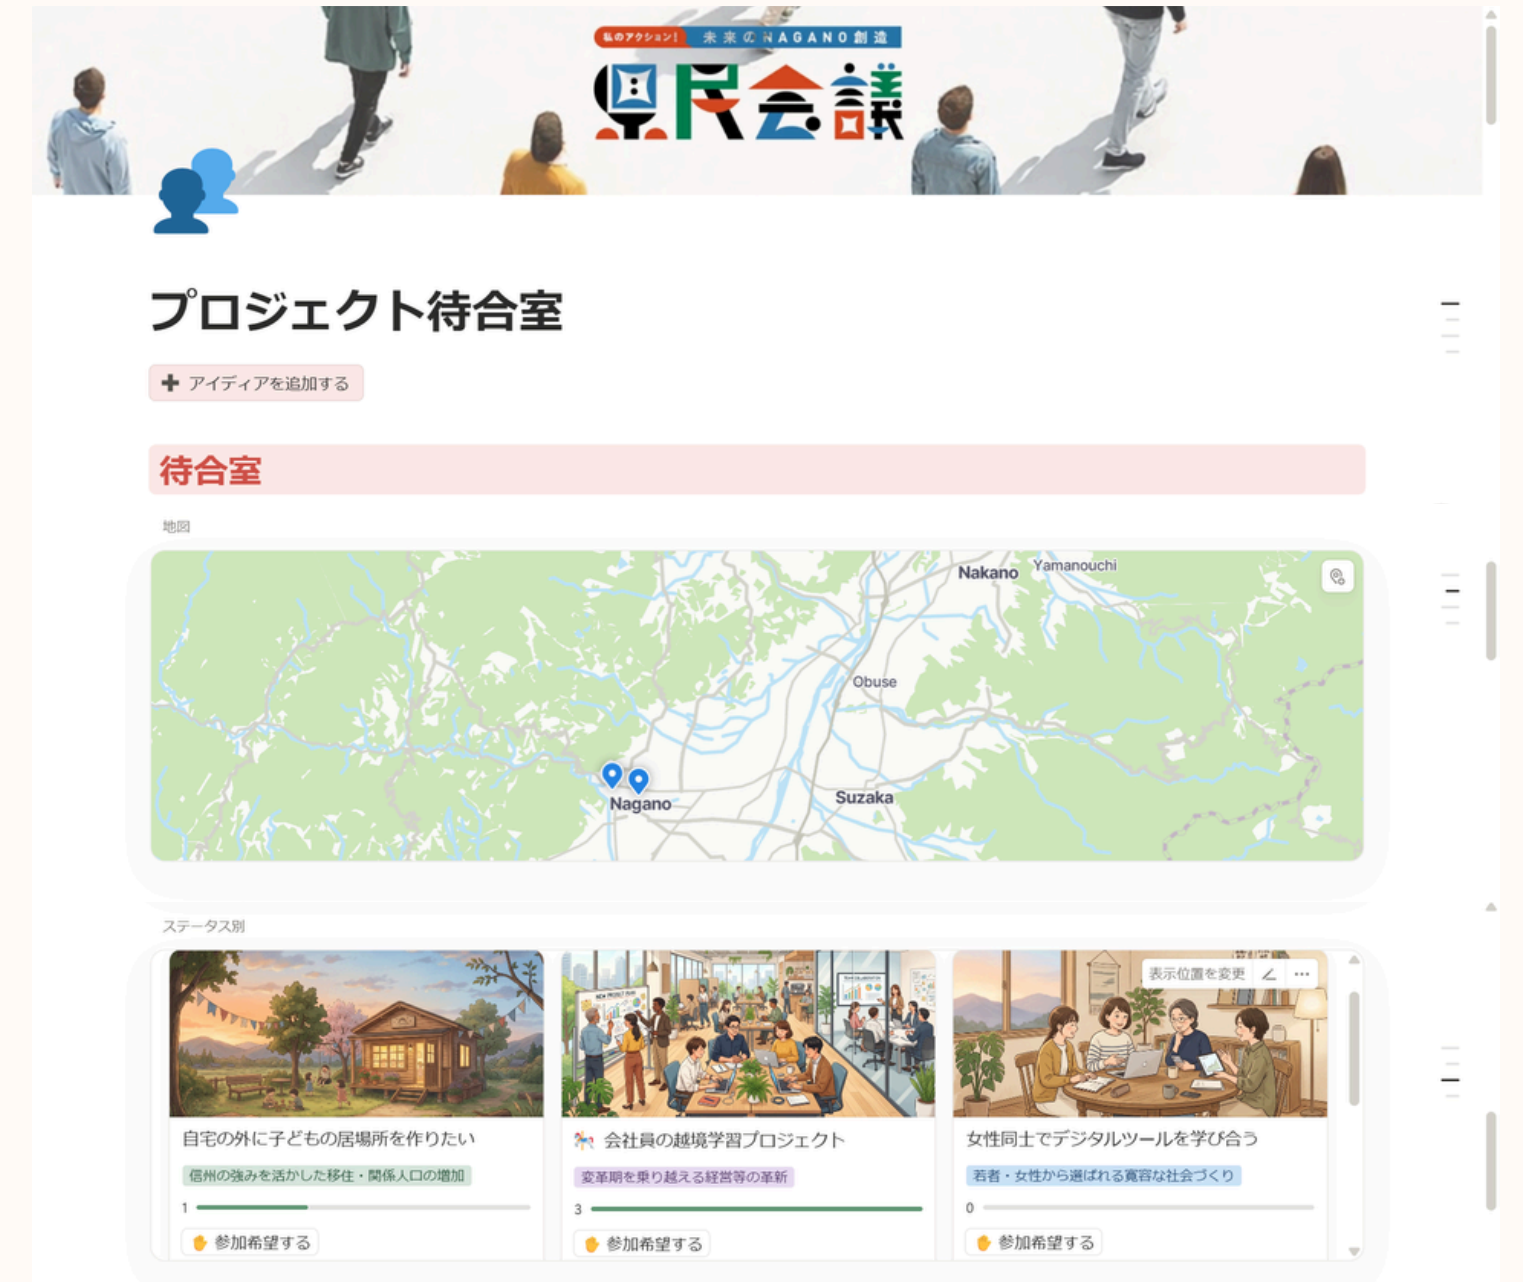 私のアクション! 未来のNAGANO創造
県民会議
プロジェクト待合室
アイディアを追加する
待合室
地図
Nakano
Yamanouchi
Obuse
Nagano
Suzaka
ステータス別
NEW PROJECT PLAN
表示位置を変更
自宅の外に子どもの居場所を作りたい
信州の強みを活かした移住・関係人口の増加
1
参加希望する
会社員の越境学習プロジェクト
変革期を乗り越える経営等の革新
3
参加希望する
女性同士でデジタルツールを学び合う
若者・女性から選ばれる寛容な社会づくり
0
参加希望する